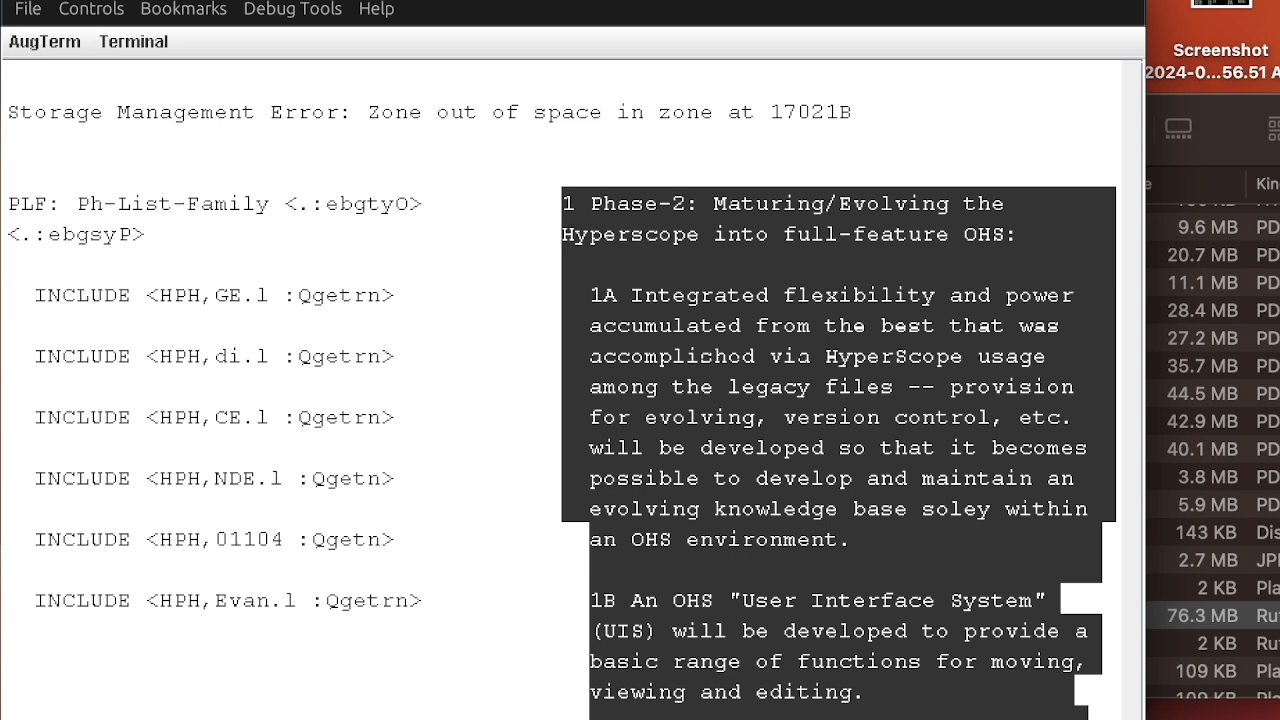 File Controls Bookmarks Debug Tools Help
AugTerm Terminal
Storage Management Error: Zone out of space in zone at 17021B
PLF: Ph-List-Family <.:ebgtyO>
<.:ebgsyP>
INCLUDE <HPH,GE.l :Qgetrn>
INCLUDE <HPH,di.l :Qgetrn>
INCLUDE <HPH,CE.l :Qgetrn>
INCLUDE <HPH,NDE.l :Qgetn>
INCLUDE <HPH,01104 :Qgetn>
INCLUDE <HPH,Evan.l :Qgetrn>
1 Phase-2: Maturing/Evolving the
Hyperscope into full-feature OHS:
1A Integrated flexibility and power
accumulated from the best that was
accomplished via HyperScope usage
among the legacy files -- provision
for evolving, version control, etc.
will be developed so that it becomes
possible to develop and maintain an
evolving knowledge base soley within
an OHS environment.
1B An OHS "User Interface System"
(UIS) will be developed to provide a
basic range of functions for moving,
viewing and editing.
Screenshot
2024-0...56.51 A
Kin
9.6 MB PD
20.7 MB PD
11.1 MB PD
28.4 MB PD
27.2 MB PD
35.7 MB PD
44.5 MB PD
42.9 MB PD
40.1 MB PD
3.8 MB PD
5.9 MB PD
143 KB Dis
2.7 MB JPI
2 KB Pla
76.3 MB Ru
2 KB Ru
109 KB Pla
109 KB Pla